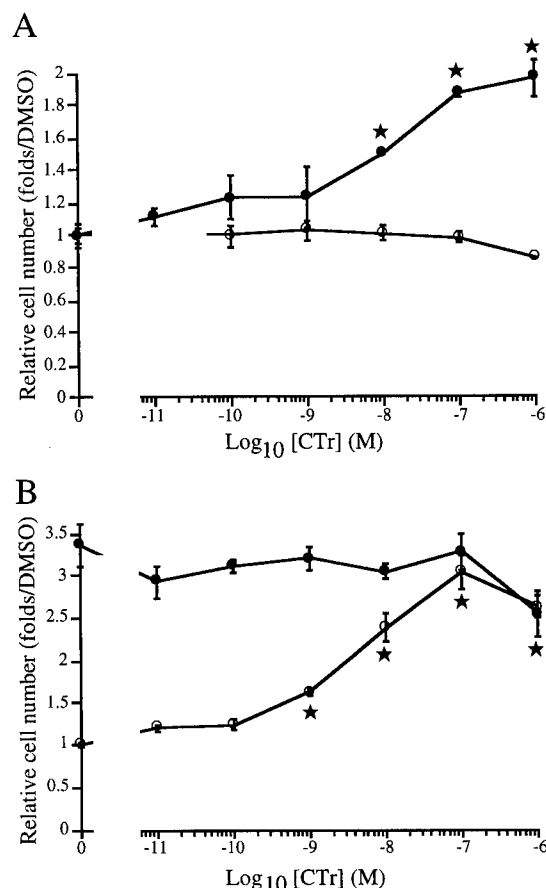 A
Relative cell number (folds/DMSO)
2
1.8
1.6
1.4
1.2
1
0.8
0.6
0.4
0.2
0
0 -11 -10 -9 -8 -7 -6
Log10 [CTr] (M)
B
Relative cell number (folds/DMSO)
3.5
3
2.5
2
1.5
1
0.5
0
0 -11 -10 -9 -8 -7 -6
Log10 [CTr] (M)